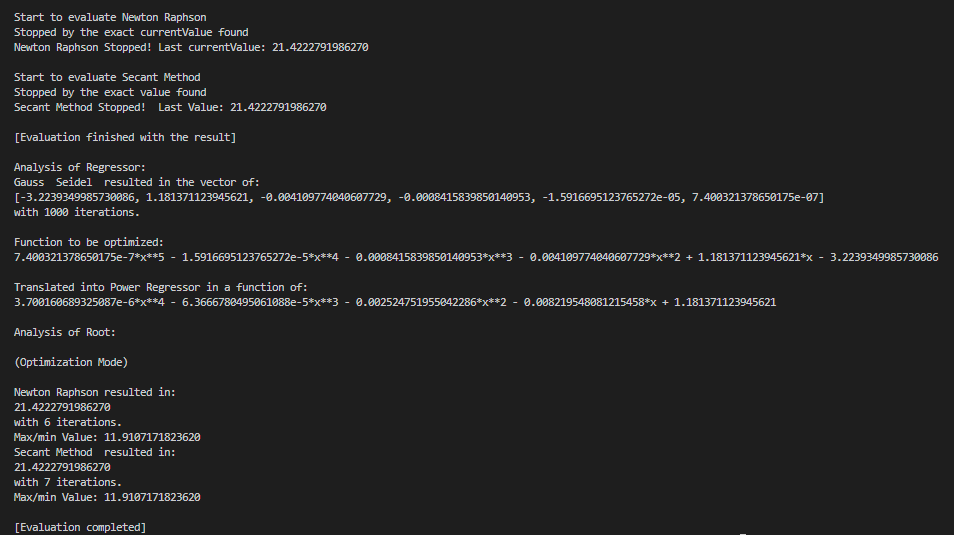 Start to evaluate Newton Raphson
Stopped by the exact currentValue found
Newton Raphson Stopped! Last currentValue: 21.4222791986270
Start to evaluate Secant Method
Stopped by the exact value found
Secant Method Stopped!  Last Value: 21.4222791986270
[Evaluation finished with the result]
Analysis of Regressor:
Gauss  Seidel  resulted in the vector of:
[-3.2239349985730086, 1.181371123945621, -0.004109774040607729, -0.0008415839850140953, -1.5916695123765272e-05, 7.400321378650175e-07]
with 1000 iterations.
Function to be optimized:
7.400321378650175e-7*x**5 - 1.5916695123765272e-5*x**4 - 0.0008415839850140953*x**3 - 0.004109774040607729*x**2 + 1.181371123945621*x - 3.2239349985730086
Translated into Power Regressor in a function of:
3.700160689325087e-6*x**4 - 6.3666780495061088e-5*x**3 - 0.002524751955042286*x**2 - 0.008219548081215458*x + 1.181371123945621
Analysis of Root:
(Optimization Mode)
Newton Raphson resulted in:
21.4222791986270
with 6 iterations.
Max/min Value: 11.9107171823620
Secant Method  resulted in:
21.4222791986270
with 7 iterations.
Max/min Value: 11.9107171823620
[Evaluation completed]